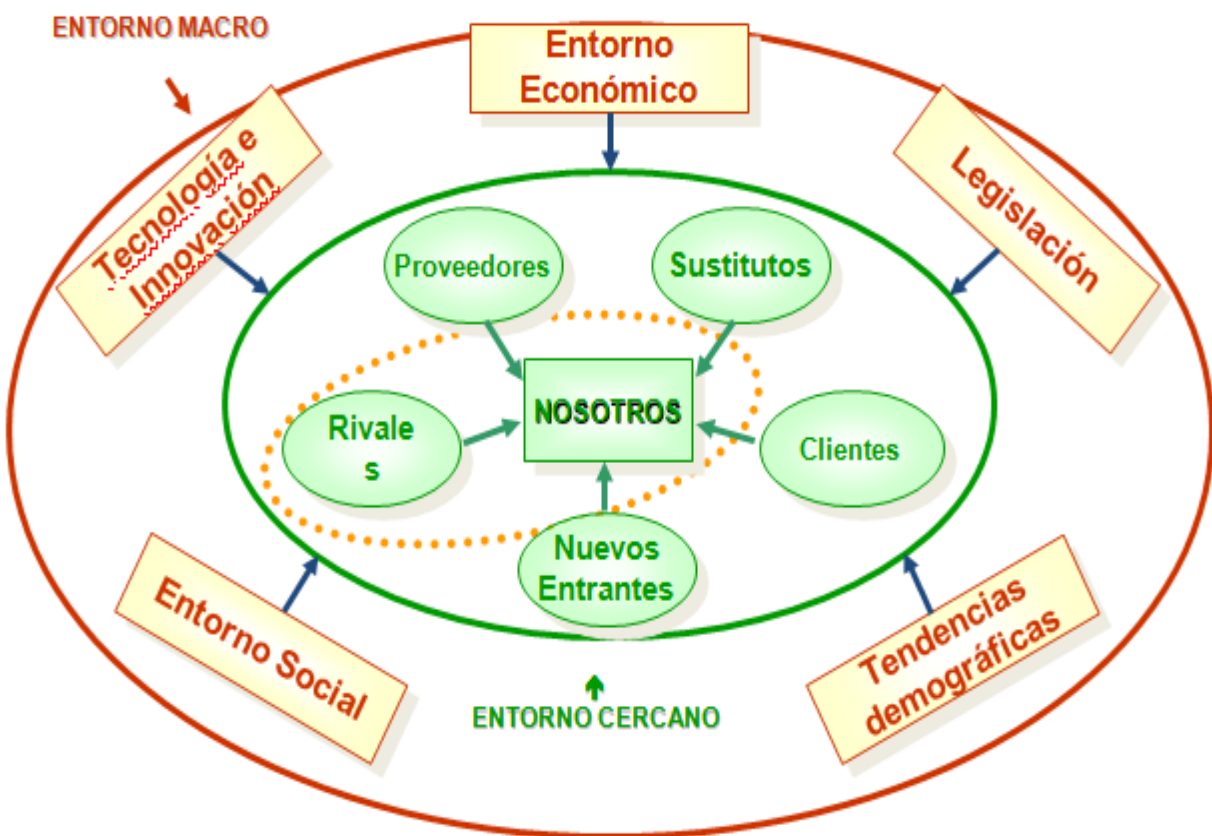 ENTORNO MACRO
Entorno
Económico
Tecnología e
Innovación
Legislación
Proveedores
Sustitutos
NOSOTROS
Rivale
s
Clientes
Nuevos
Entrantes
Entorno Social
Tendencias
demográficas
ENTORNO CERCANO